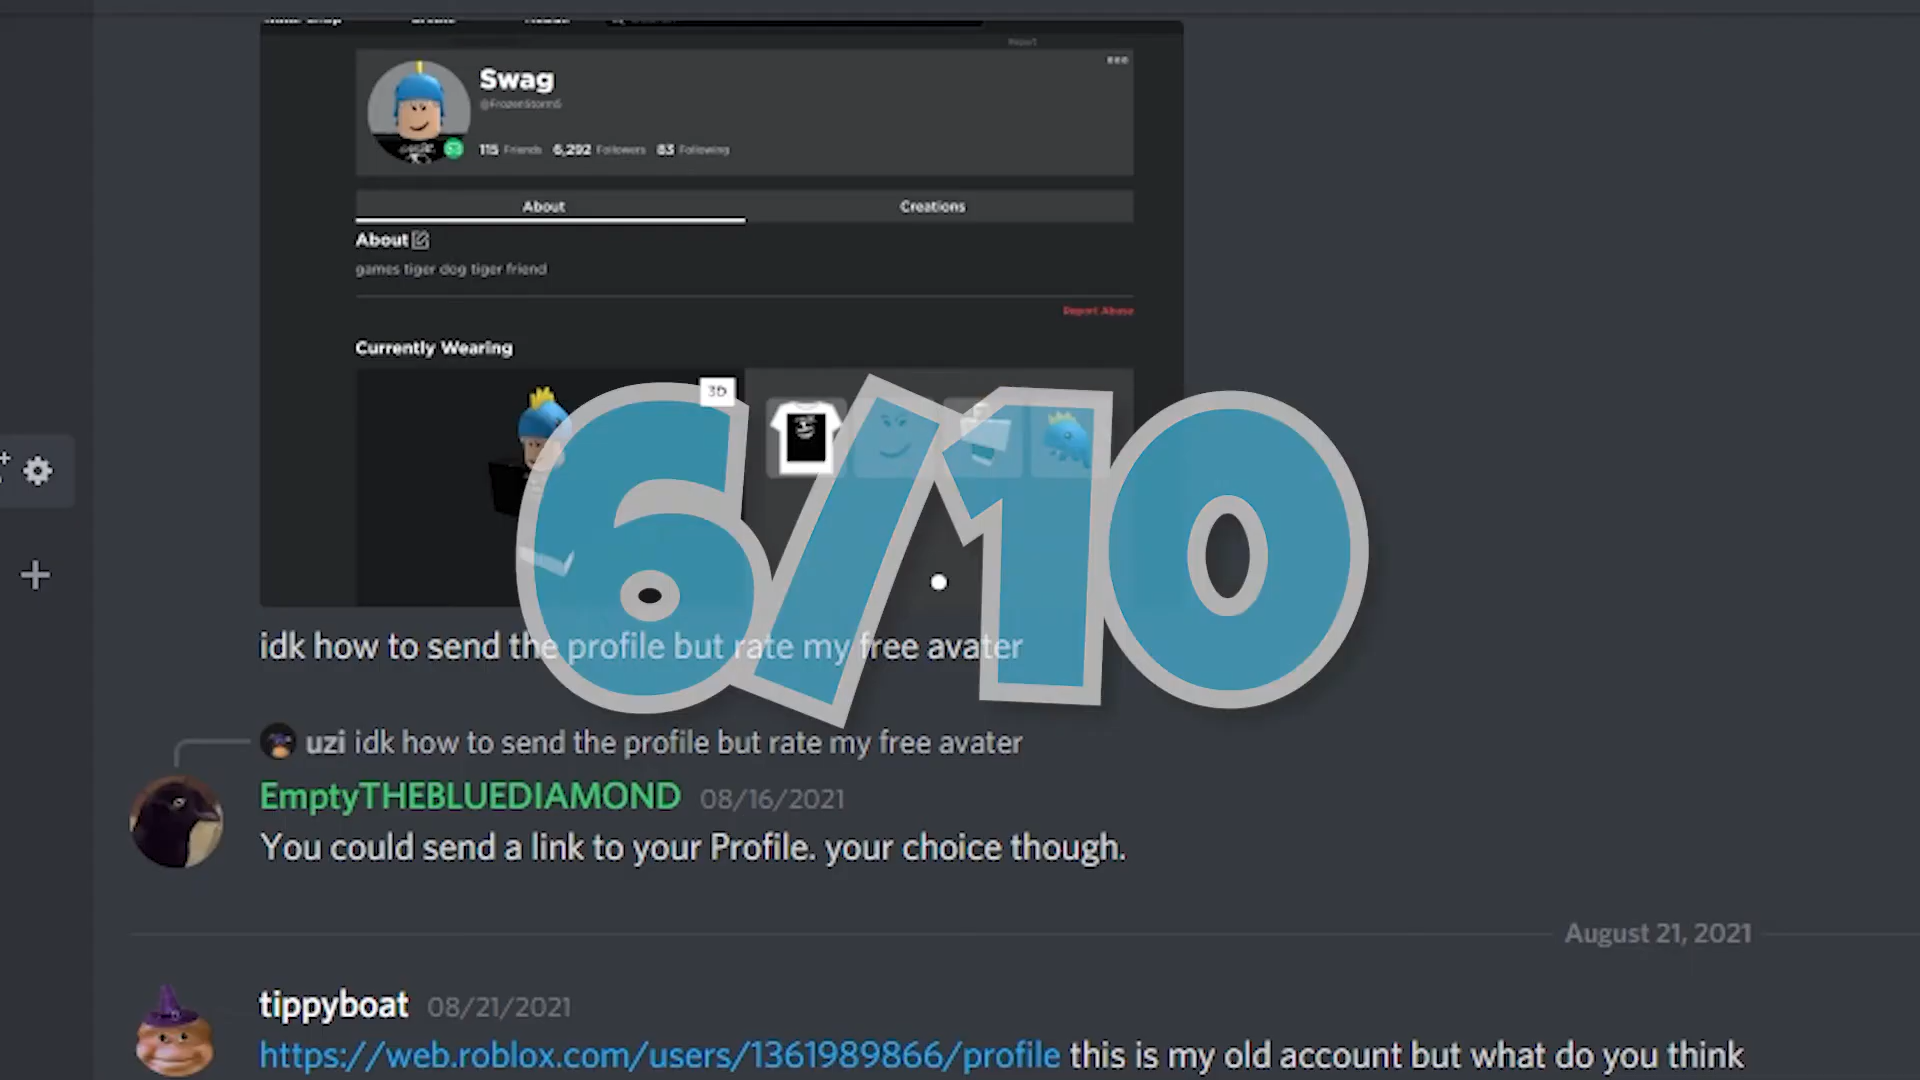 Swag
@FrozenStorm5
115 Friends 6,292 Followers 83 Following
About
Creations
About
games tiger dog tiger friend
Report Abuse
Currently Wearing
3D
6/10
idk how to send the profile but rate my free avater
uzi idk how to send the profile but rate my free avater
EmptyTHEBLUEDIAMOND 08/16/2021
You could send a link to your Profile. your choice though.
August 21, 2021
tippyboat 08/21/2021
https://web.roblox.com/users/1361989866/profile this is my old account but what do you think